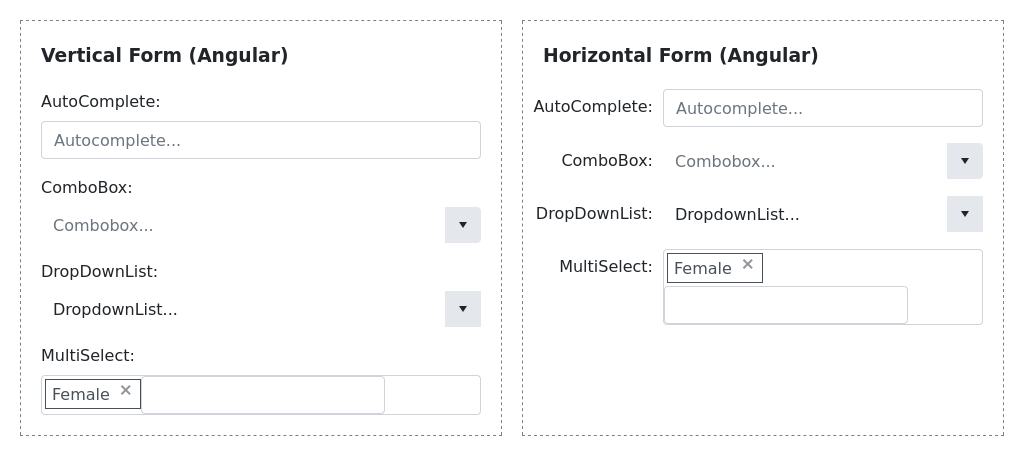 Vertical Form (Angular)
AutoComplete:
Autocomplete...
ComboBox:
Combobox...
DropDownList:
DropdownList...
MultiSelect:
Female ×
Horizontal Form (Angular)
AutoComplete: Autocomplete...
ComboBox: Combobox...
DropDownList: DropdownList...
MultiSelect: Female ×